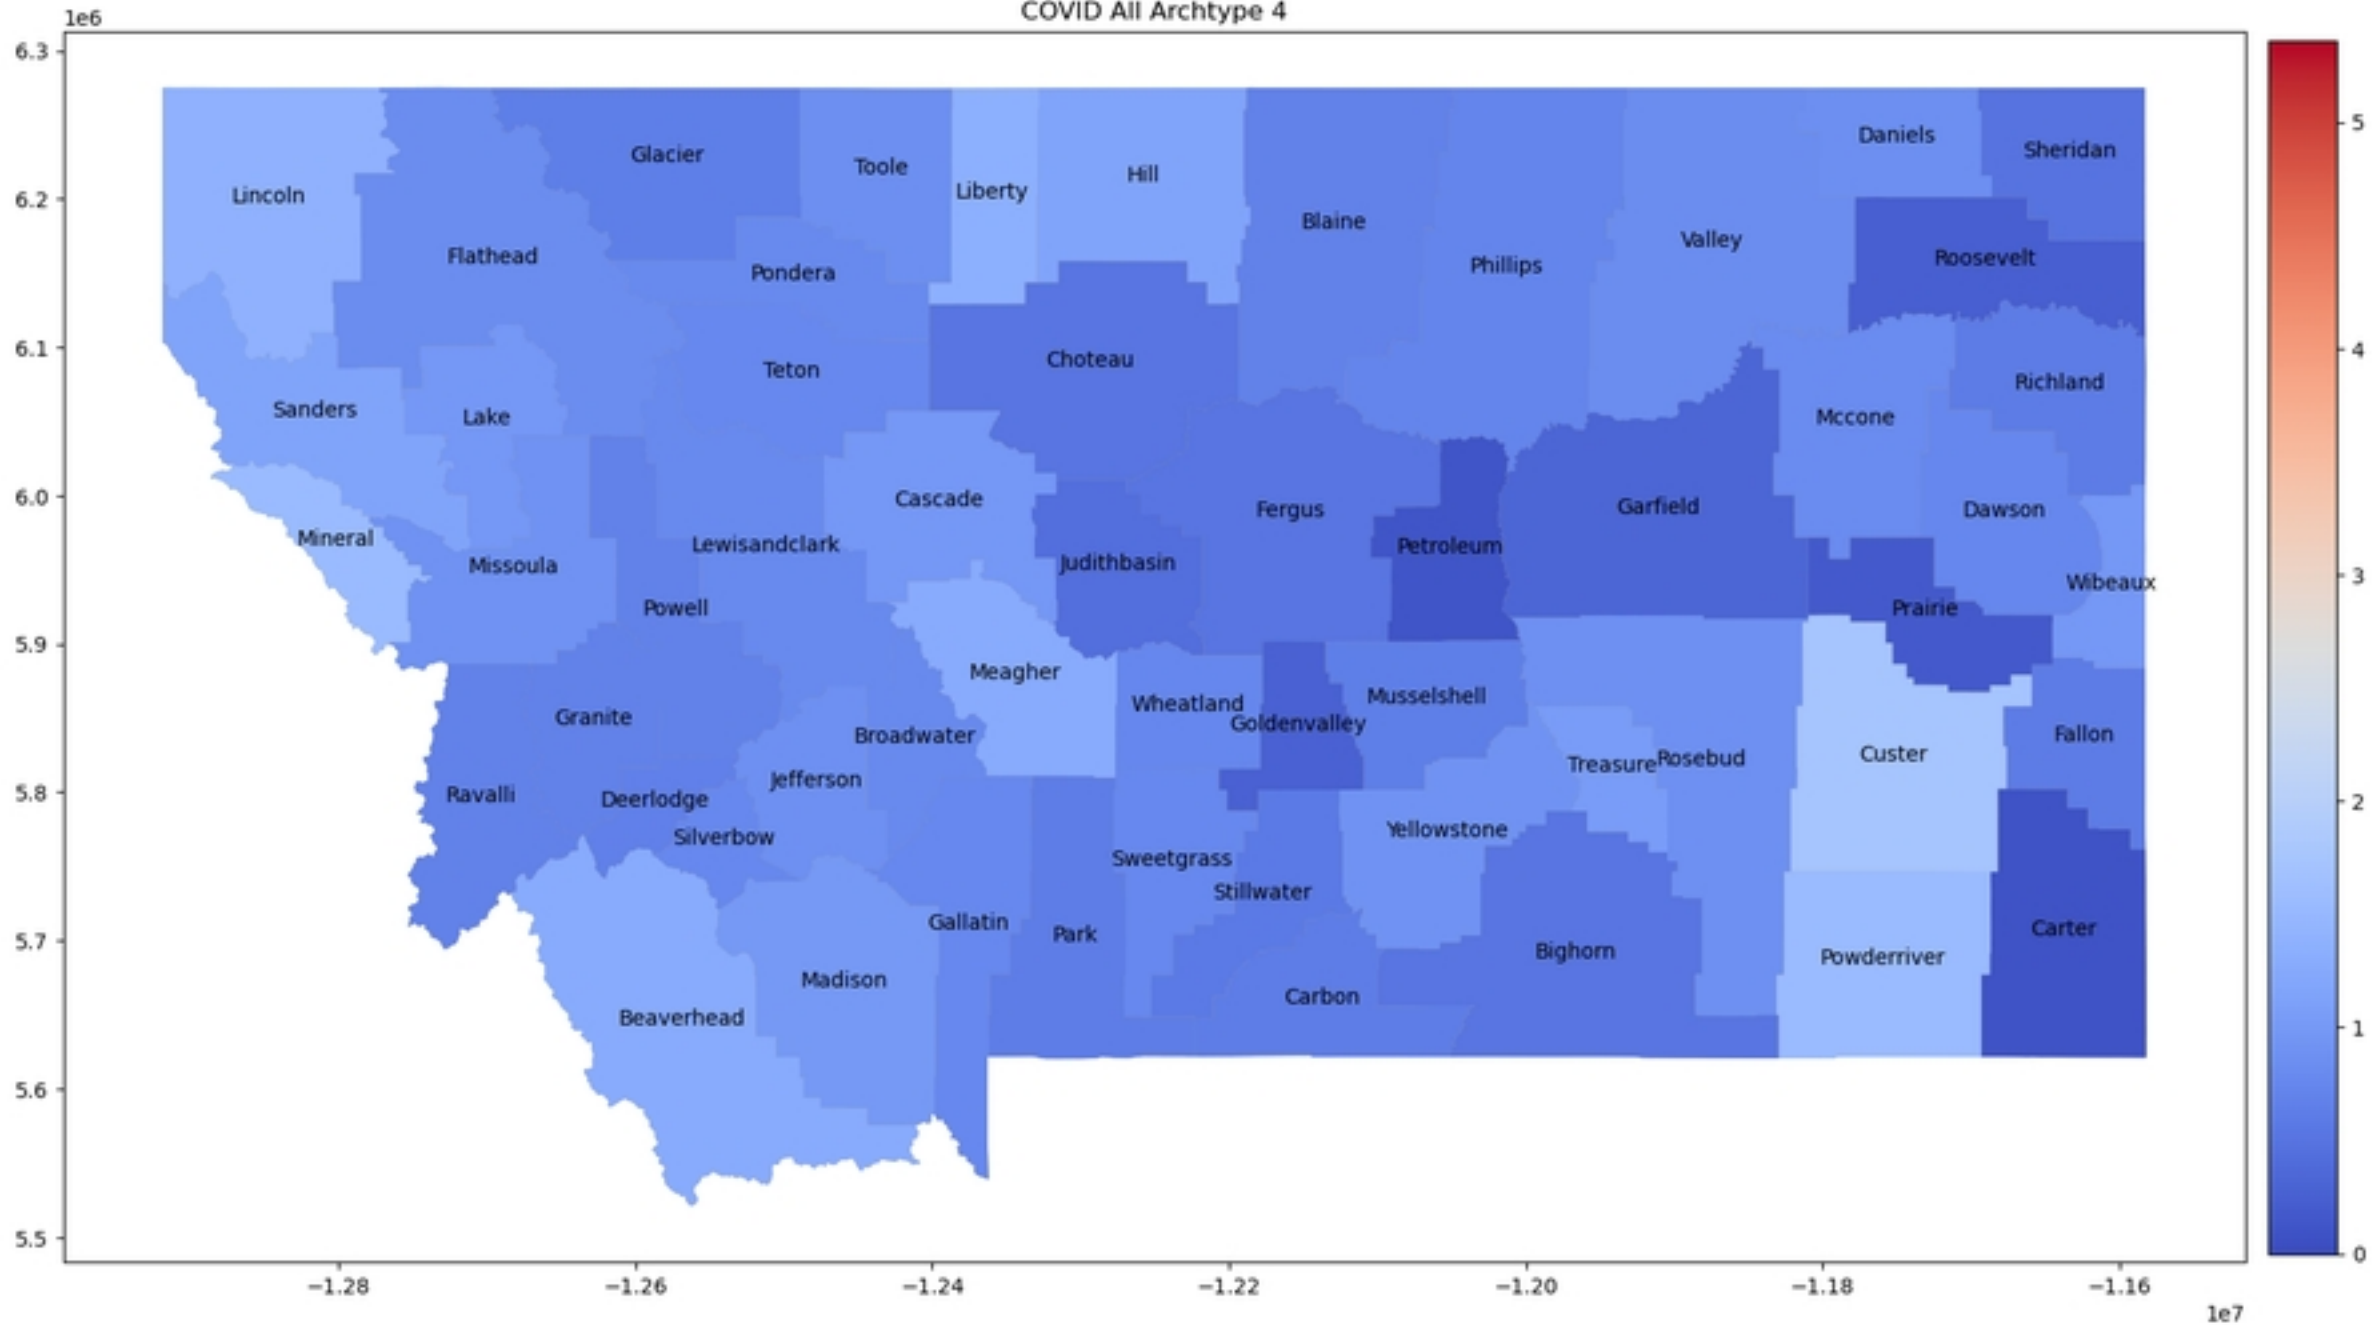 COVID All Archtype 4
1e6
6.3
6.2
6.1
6.0
5.9
5.8
5.7
5.6
5.5
Daniels
Sheridan
Glacier
Toole
Hill
Liberty
Lincoln
Blaine
Valley
Flathead
Roosevelt
Phillips
Pondera
Choteau
Teton
Richland
Sanders
Lake
Mccone
Cascade
Garfield
Fergus
Dawson
Mineral
Lewisandclark
Petroleum
Missoula
Judithbasin
Wibeaux
Powell
Prairie
Meagher
Musselshell
Wheatland
Granite
Goldenvalley
Broadwater
Fallon
Custer
Rosebud
Treasure
Jefferson
Ravalli
Deerlodge
Silverbow
Yellowstone
Sweetgrass
Stillwater
Gallatin
Carter
Park
Bighorn
Powderriver
Madison
Carbon
Beaverhead
5
4
3
2
1
0
−1.28 −1.26 −1.24 −1.22 −1.20 −1.18 −1.16
1e7